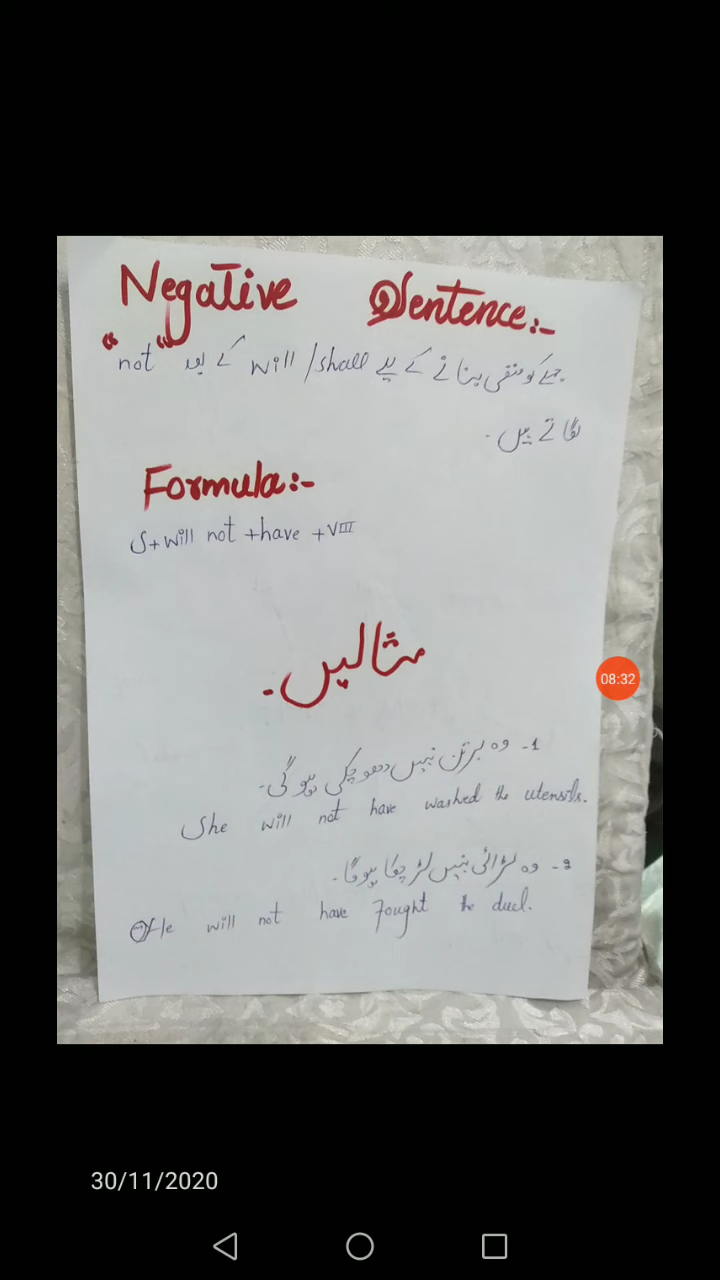 Negative Sentence:-
جملے کو منفی بنانے کے لیے will/shall کے بعد "not"
لگاتے ہیں۔
Formula:-
S+will not +have +VIII
مثالیں۔
1- وہ برتن نہیں دھو چکی ہو گی۔
She will not have washed the utensils.
2- وہ لڑائی نہیں لڑ چکا ہوگا۔
He will not have fought the duel.
08:32
30/11/2020